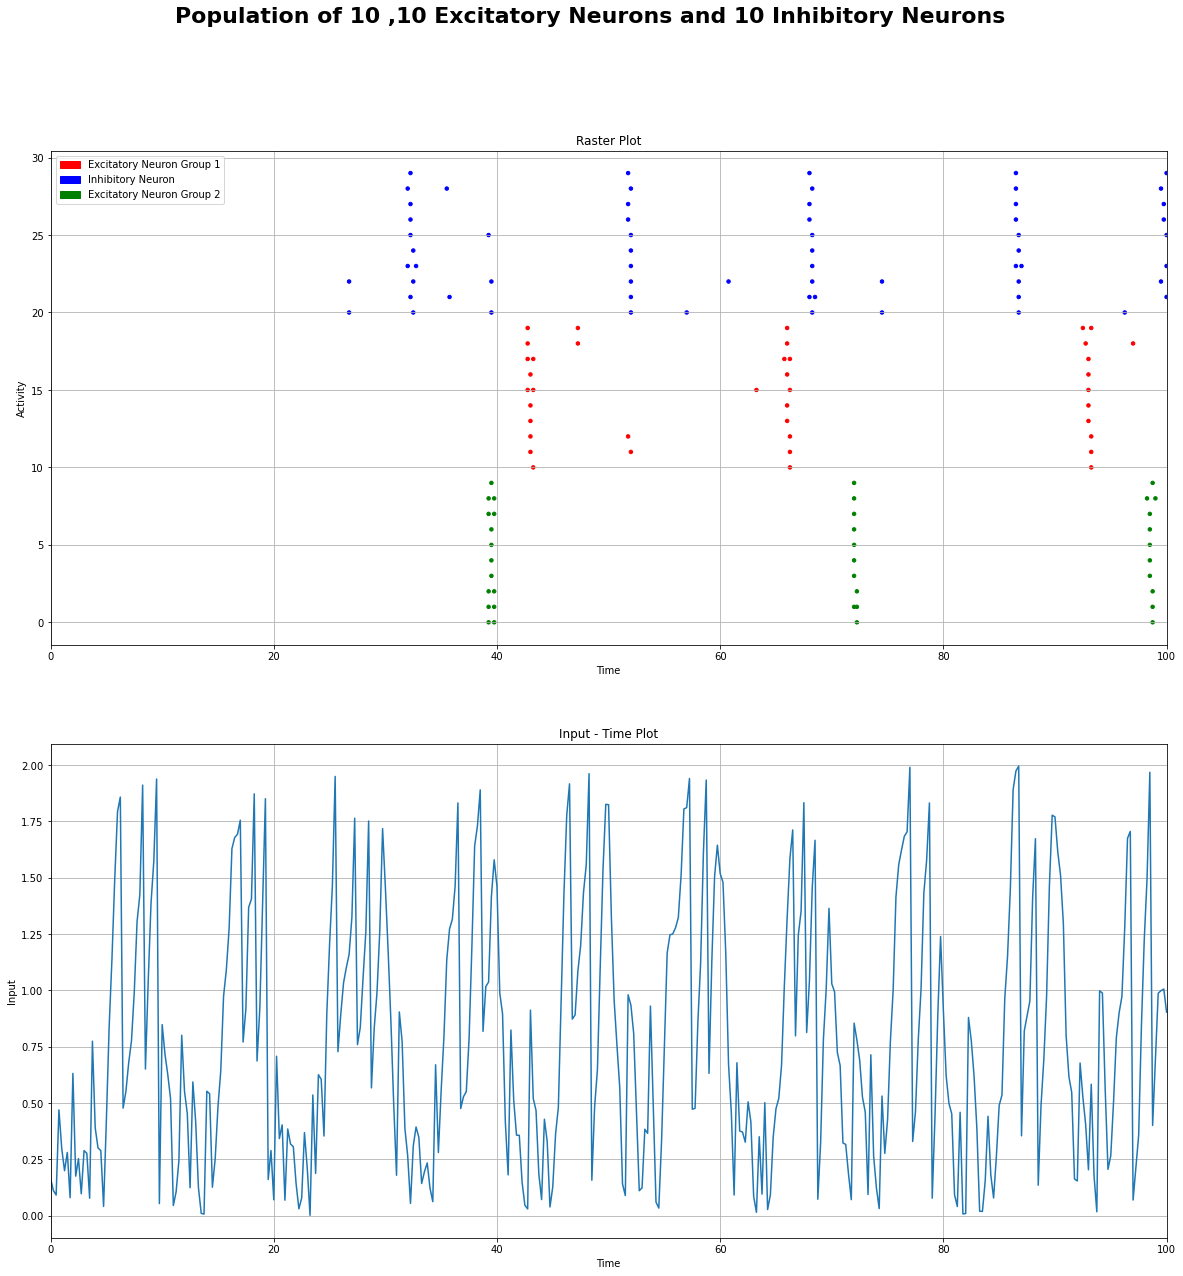 Population of 10 ,10 Excitatory Neurons and 10 Inhibitory Neurons
Raster Plot
Excitatory Neuron Group 1
Inhibitory Neuron
Excitatory Neuron Group 2
30
25
20
15
10
5
0
Activity
0 20 40 60 80 100
Time
Input - Time Plot
2.00
1.75
1.50
1.25
1.00
0.75
0.50
0.25
0.00
Input
0 20 40 60 80 100
Time